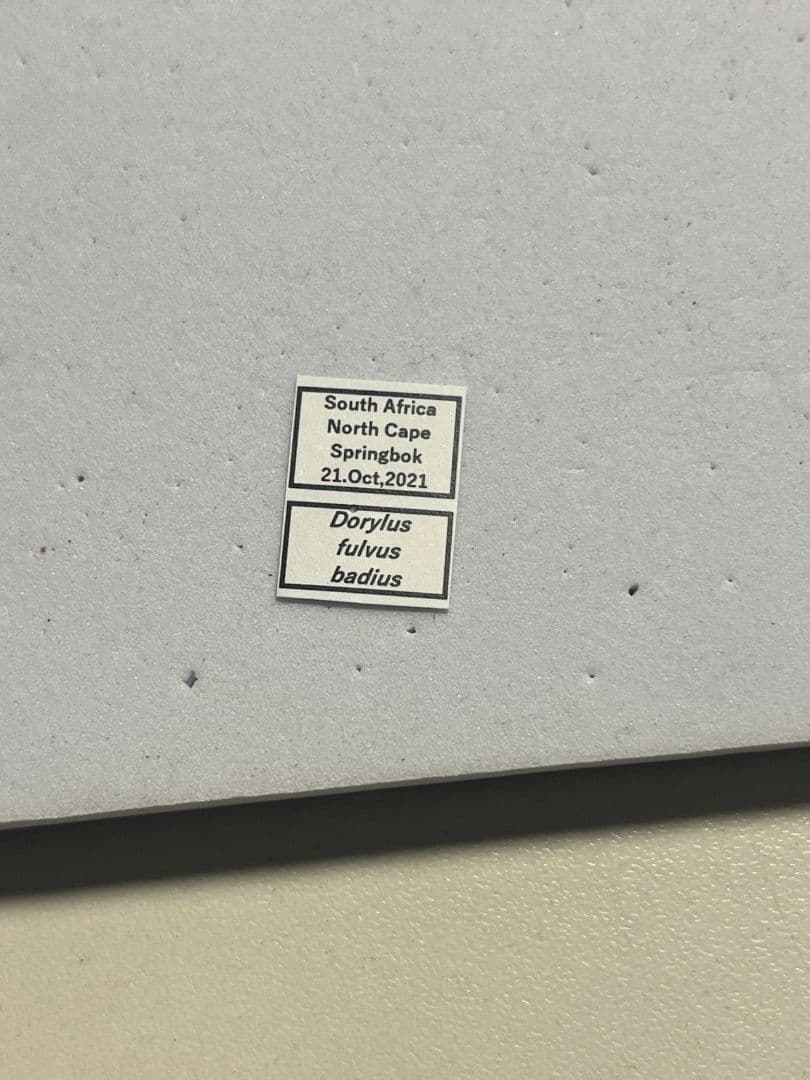 South Africa
North Cape
Springbok
21.Oct,2021
Dorylus
fulvus
badius